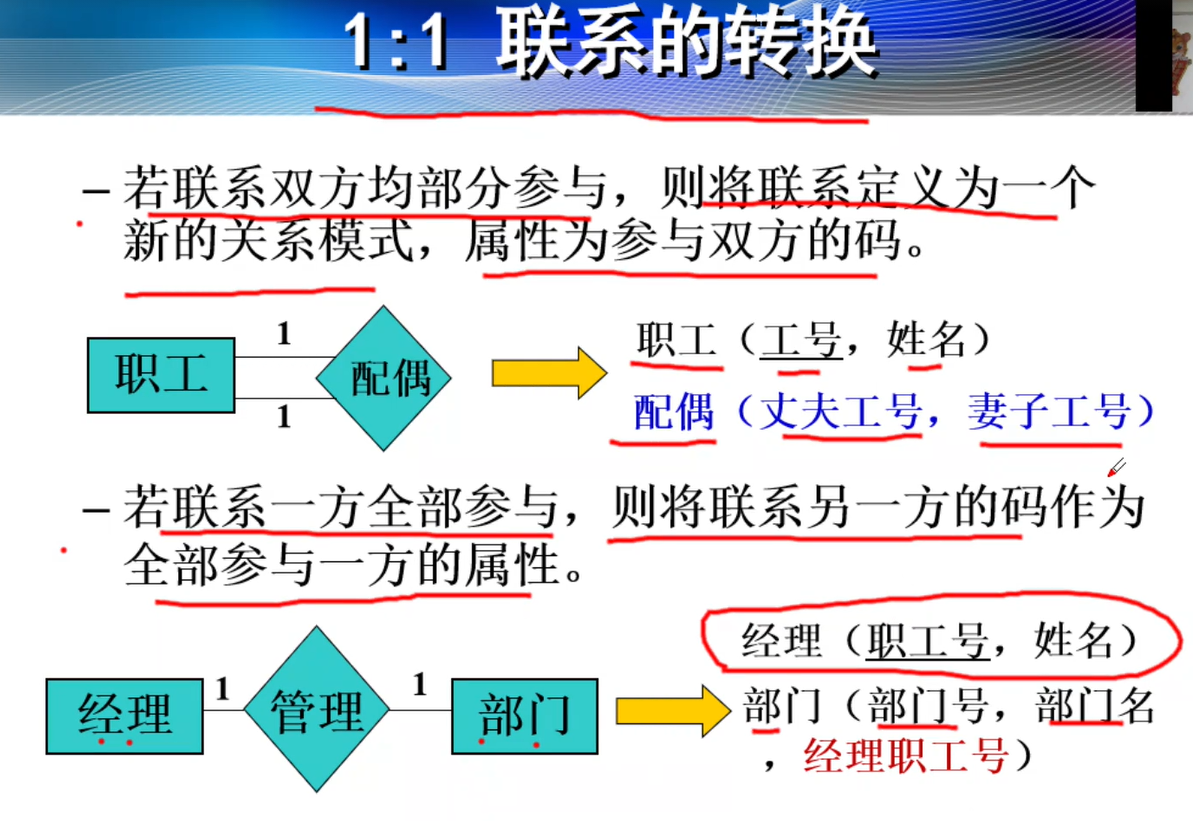 1:1 联系的转换
– 若联系双方均部分参与，则将联系定义为一个
新的关系模式，属性为参与双方的码。
职工
1
1
配偶
职工（工号，姓名）
配偶（丈夫工号，妻子工号）
– 若联系一方全部参与，则将联系另一方的码作为
全部参与一方的属性。
经理
1
管理
1
部门
经理（职工号，姓名）
部门（部门号，部门名
，经理职工号）